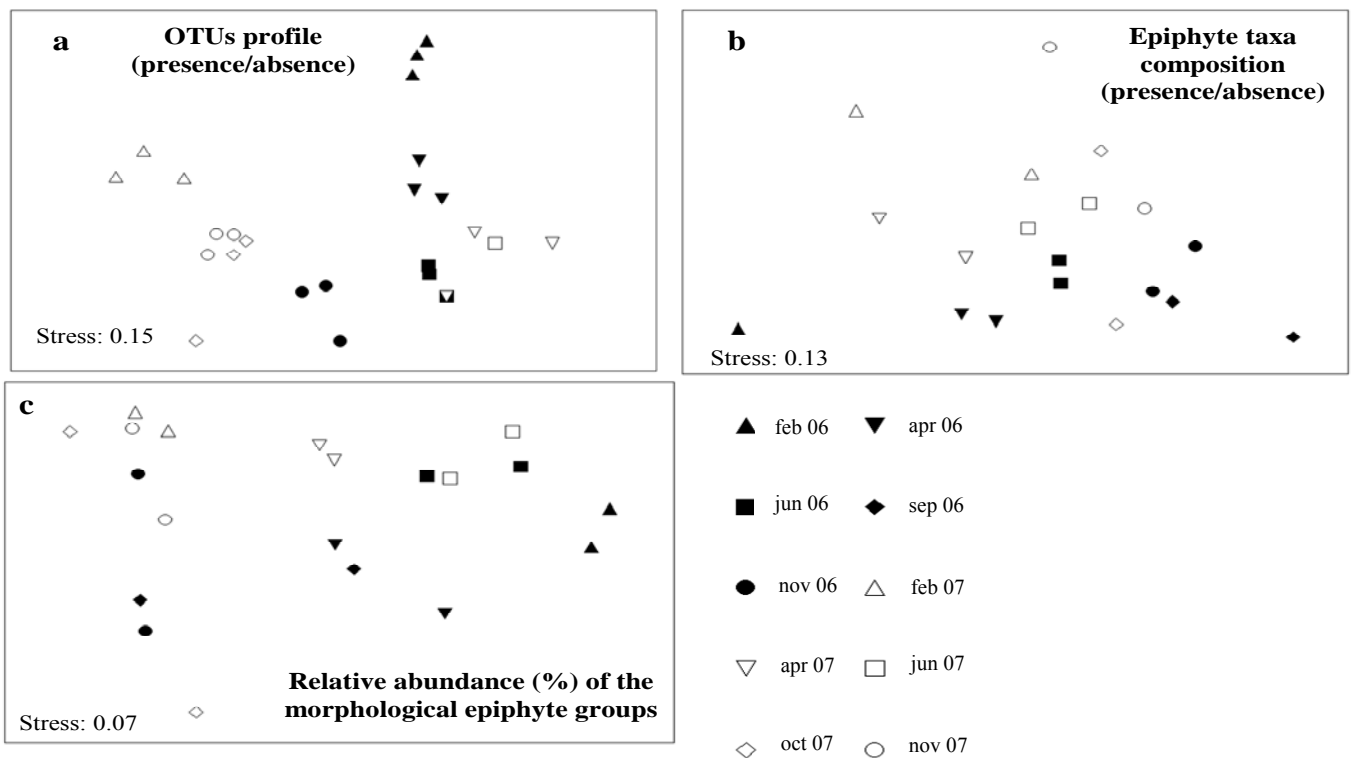 a
OTUs profile
(presence/absence)
Stress: 0.15
b
Epiphyte taxa
composition
(presence/absence)
Stress: 0.13
c
Relative abundance (%) of the
morphological epiphyte groups
Stress: 0.07
feb 06 apr 06
jun 06 sep 06
nov 06 feb 07
apr 07 jun 07
oct 07 nov 07